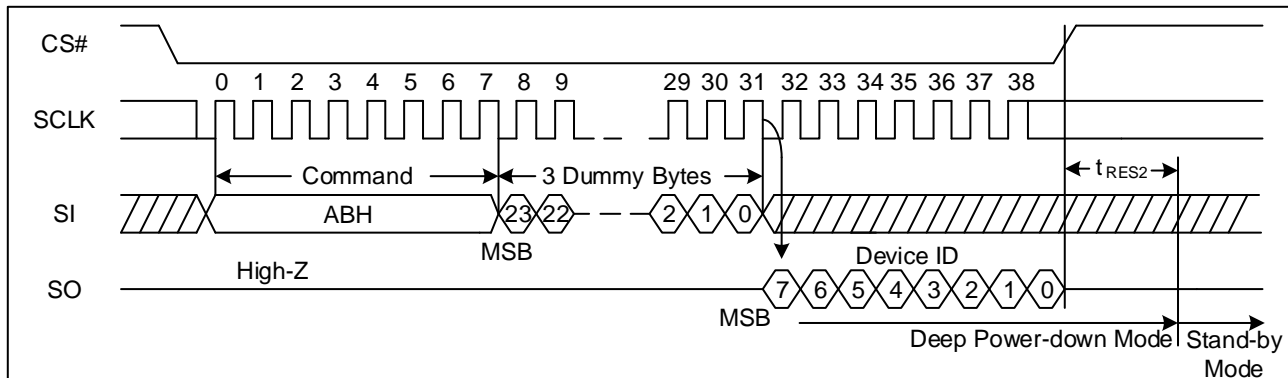 CS#
0 1 2 3 4 5 6 7 8 9 29 30 31 32 33 34 35 36 37 38
SCLK
Command 3 Dummy Bytes tRES2
SI ABH 23 22 2 1 0
MSB Device ID
High-Z
SO 7 6 5 4 3 2 1 0
MSB
Deep Power-down Mode Stand-by
Mode